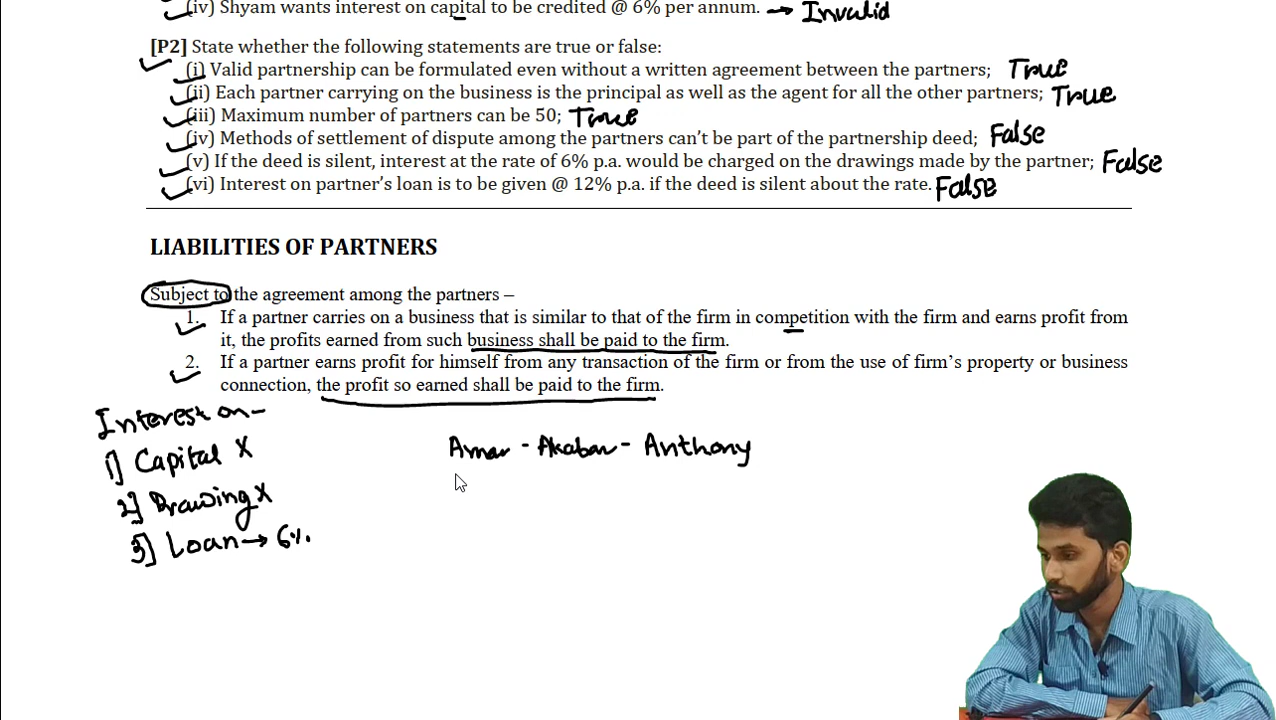 (iv) Shyam wants interest on capital to be credited @ 6% per annum. → Invalid
[P2] State whether the following statements are true or false:
(i) Valid partnership can be formulated even without a written agreement between the partners; True
(ii) Each partner carrying on the business is the principal as well as the agent for all the other partners; True
(iii) Maximum number of partners can be 50; True
(iv) Methods of settlement of dispute among the partners can't be part of the partnership deed; False
(v) If the deed is silent, interest at the rate of 6% p.a. would be charged on the drawings made by the partner; False
(vi) Interest on partner's loan is to be given @ 12% p.a. if the deed is silent about the rate. False
LIABILITIES OF PARTNERS
Subject to the agreement among the partners –
1. If a partner carries on a business that is similar to that of the firm in competition with the firm and earns profit from
it, the profits earned from such business shall be paid to the firm.
2. If a partner earns profit for himself from any transaction of the firm or from the use of firm's property or business
connection, the profit so earned shall be paid to the firm.
Interest on-
1] Capital X
2] Drawing X
3] Loan → 6%
Amar - Akabar - Anthony